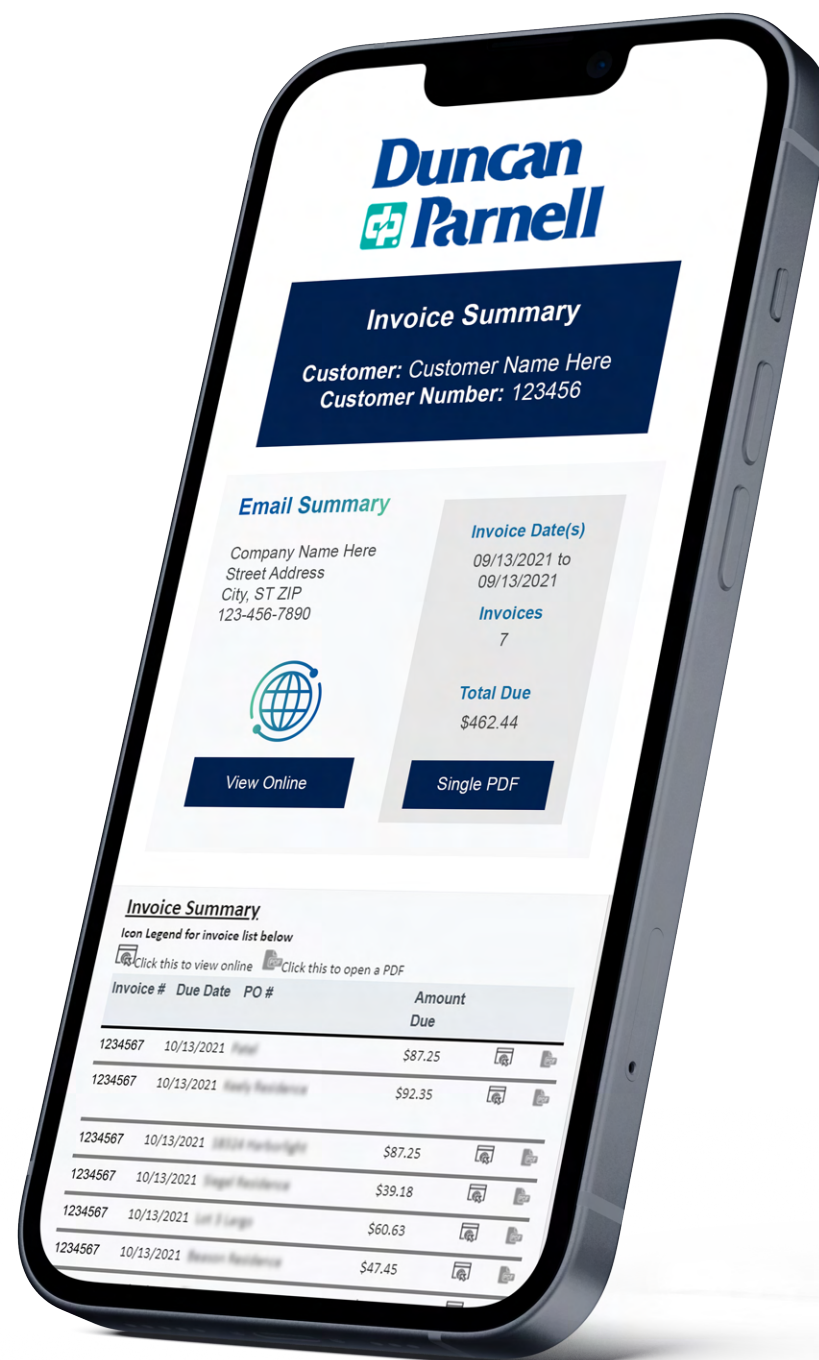 Duncan
dp Parnell
Invoice Summary
Customer: Customer Name Here
Customer Number: 123456
Email Summary
Company Name Here
Street Address
City, ST ZIP
123-456-7890
View Online
Invoice Date(s)
09/13/2021 to
09/13/2021
Invoices
7
Total Due
$462.44
Single PDF
Invoice Summary
Icon Legend for invoice list below
Click this to view online Click this to open a PDF
Invoice # Due Date PO # Amount
Due
1234567 10/13/2021 $87.25
1234567 10/13/2021 $92.35
1234567 10/13/2021 $87.25
1234567 10/13/2021 $39.18
1234567 10/13/2021 $60.63
1234567 10/13/2021 $47.45